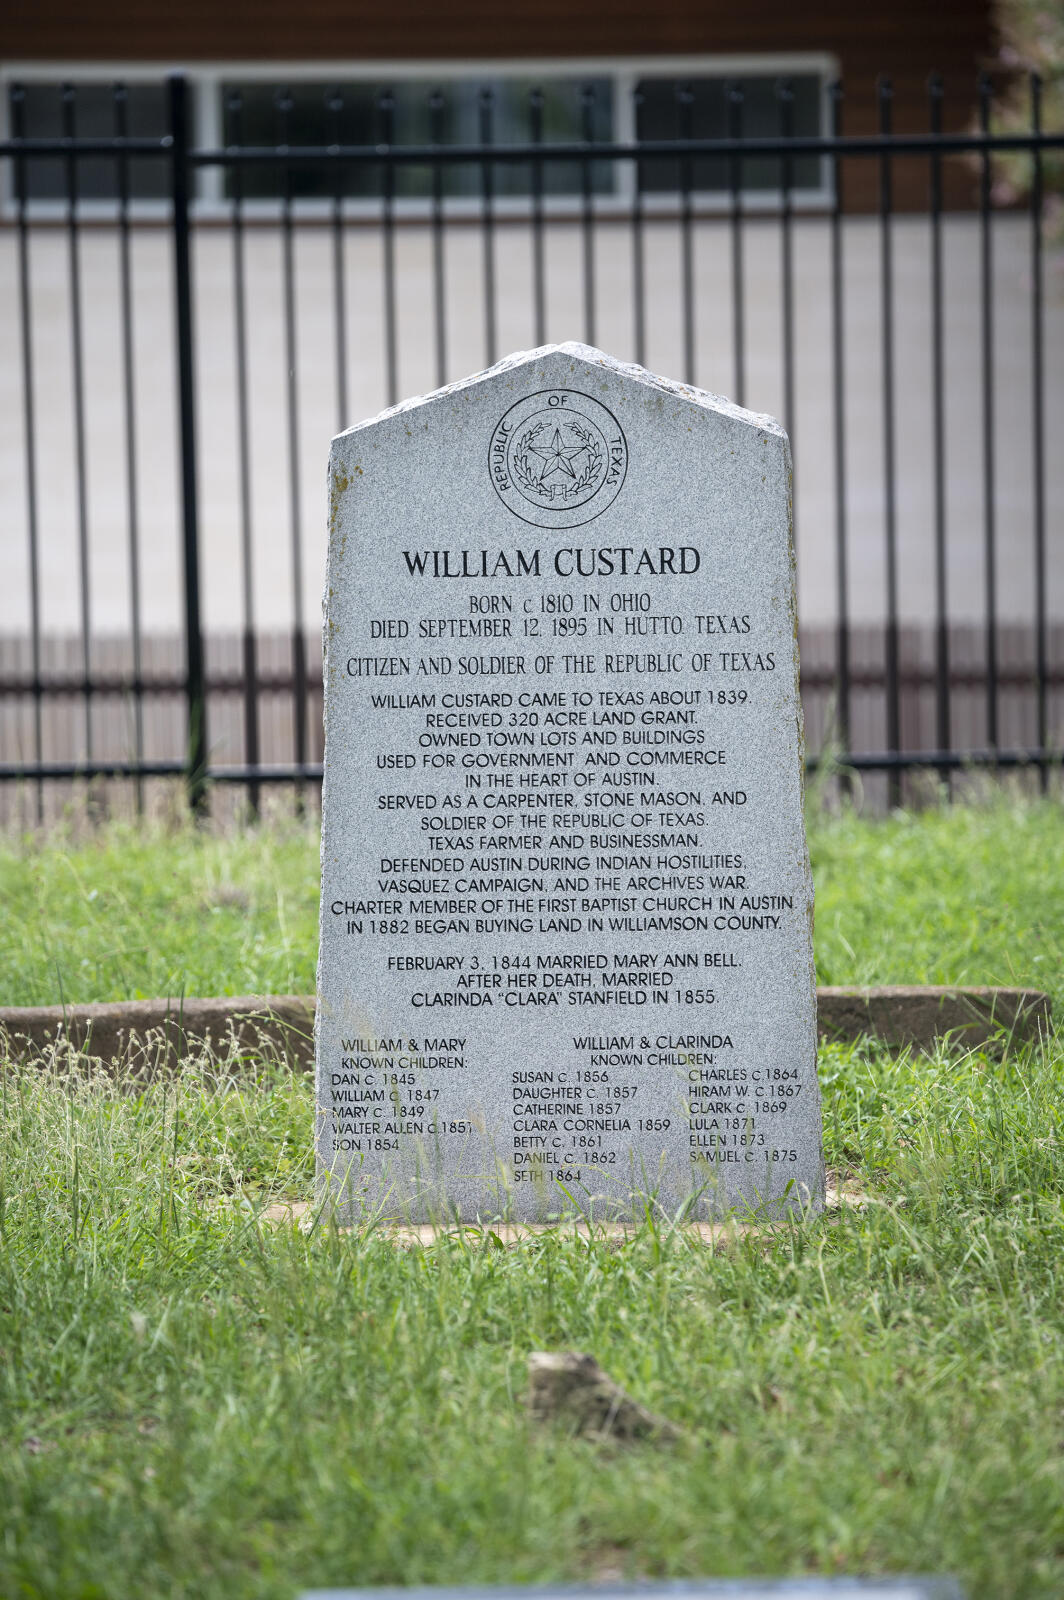 REPUBLIC OF TEXAS
WILLIAM CUSTARD
BORN c 1810 IN OHIO
DIED SEPTEMBER 12, 1895 IN HUTTO TEXAS
CITIZEN AND SOLDIER OF THE REPUBLIC OF TEXAS
WILLIAM CUSTARD CAME TO TEXAS ABOUT 1839.
RECEIVED 320 ACRE LAND GRANT.
OWNED TOWN LOTS AND BUILDINGS
USED FOR GOVERNMENT AND COMMERCE
IN THE HEART OF AUSTIN.
SERVED AS A CARPENTER, STONE MASON, AND
SOLDIER OF THE REPUBLIC OF TEXAS.
TEXAS FARMER AND BUSINESSMAN.
DEFENDED AUSTIN DURING INDIAN HOSTILITIES,
VASQUEZ CAMPAIGN, AND THE ARCHIVES WAR.
CHARTER MEMBER OF THE FIRST BAPTIST CHURCH IN AUSTIN.
IN 1882 BEGAN BUYING LAND IN WILLIAMSON COUNTY.
FEBRUARY 3, 1844 MARRIED MARY ANN BELL.
AFTER HER DEATH, MARRIED
CLARINDA "CLARA" STANFIELD IN 1855.
WILLIAM & MARY
KNOWN CHILDREN:
DAN c. 1845
WILLIAM c. 1847
MARY c. 1849
WALTER ALLEN c. 1851
SON 1854
WILLIAM & CLARINDA
KNOWN CHILDREN:
SUSAN c. 1856
DAUGHTER c. 1857
CATHERINE 1857
CLARA CORNELIA 1859
BETTY c. 1861
DANIEL c. 1862
SETH 1864
CHARLES c. 1864
HIRAM W. c. 1867
CLARK c. 1869
LULA 1871
ELLEN 1873
SAMUEL c. 1875